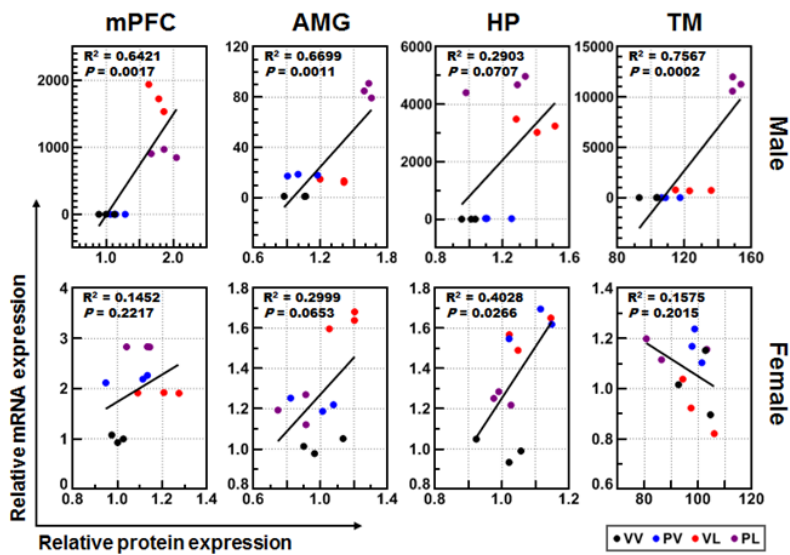 mPFC AMG HP TM
R² = 0.6421
P = 0.0017
R² = 0.6699
P = 0.0011
R² = 0.2903
P = 0.0707
R² = 0.7567
P = 0.0002
2000
1000
0
1.0 2.0
120
80
40
0
0.6 1.2 1.8
6000
4000
2000
0
0.8 1.2 1.6
15000
10000
5000
0
80 120 160
Male
R² = 0.1452
P = 0.2217
R² = 0.2999
P = 0.0653
R² = 0.4028
P = 0.0266
R² = 0.1575
P = 0.2015
4
3
2
1
0
0.8 1.0 1.2 1.4
1.8
1.6
1.4
1.2
1.0
0.8
0.6 1.0 1.4
1.8
1.6
1.4
1.2
1.0
0.8
0.9 1.0 1.1 1.2
1.4
1.2
1.0
0.8
0.6
80 100 120
Female
Relative mRNA expression
Relative protein expression
VV PV VL PL